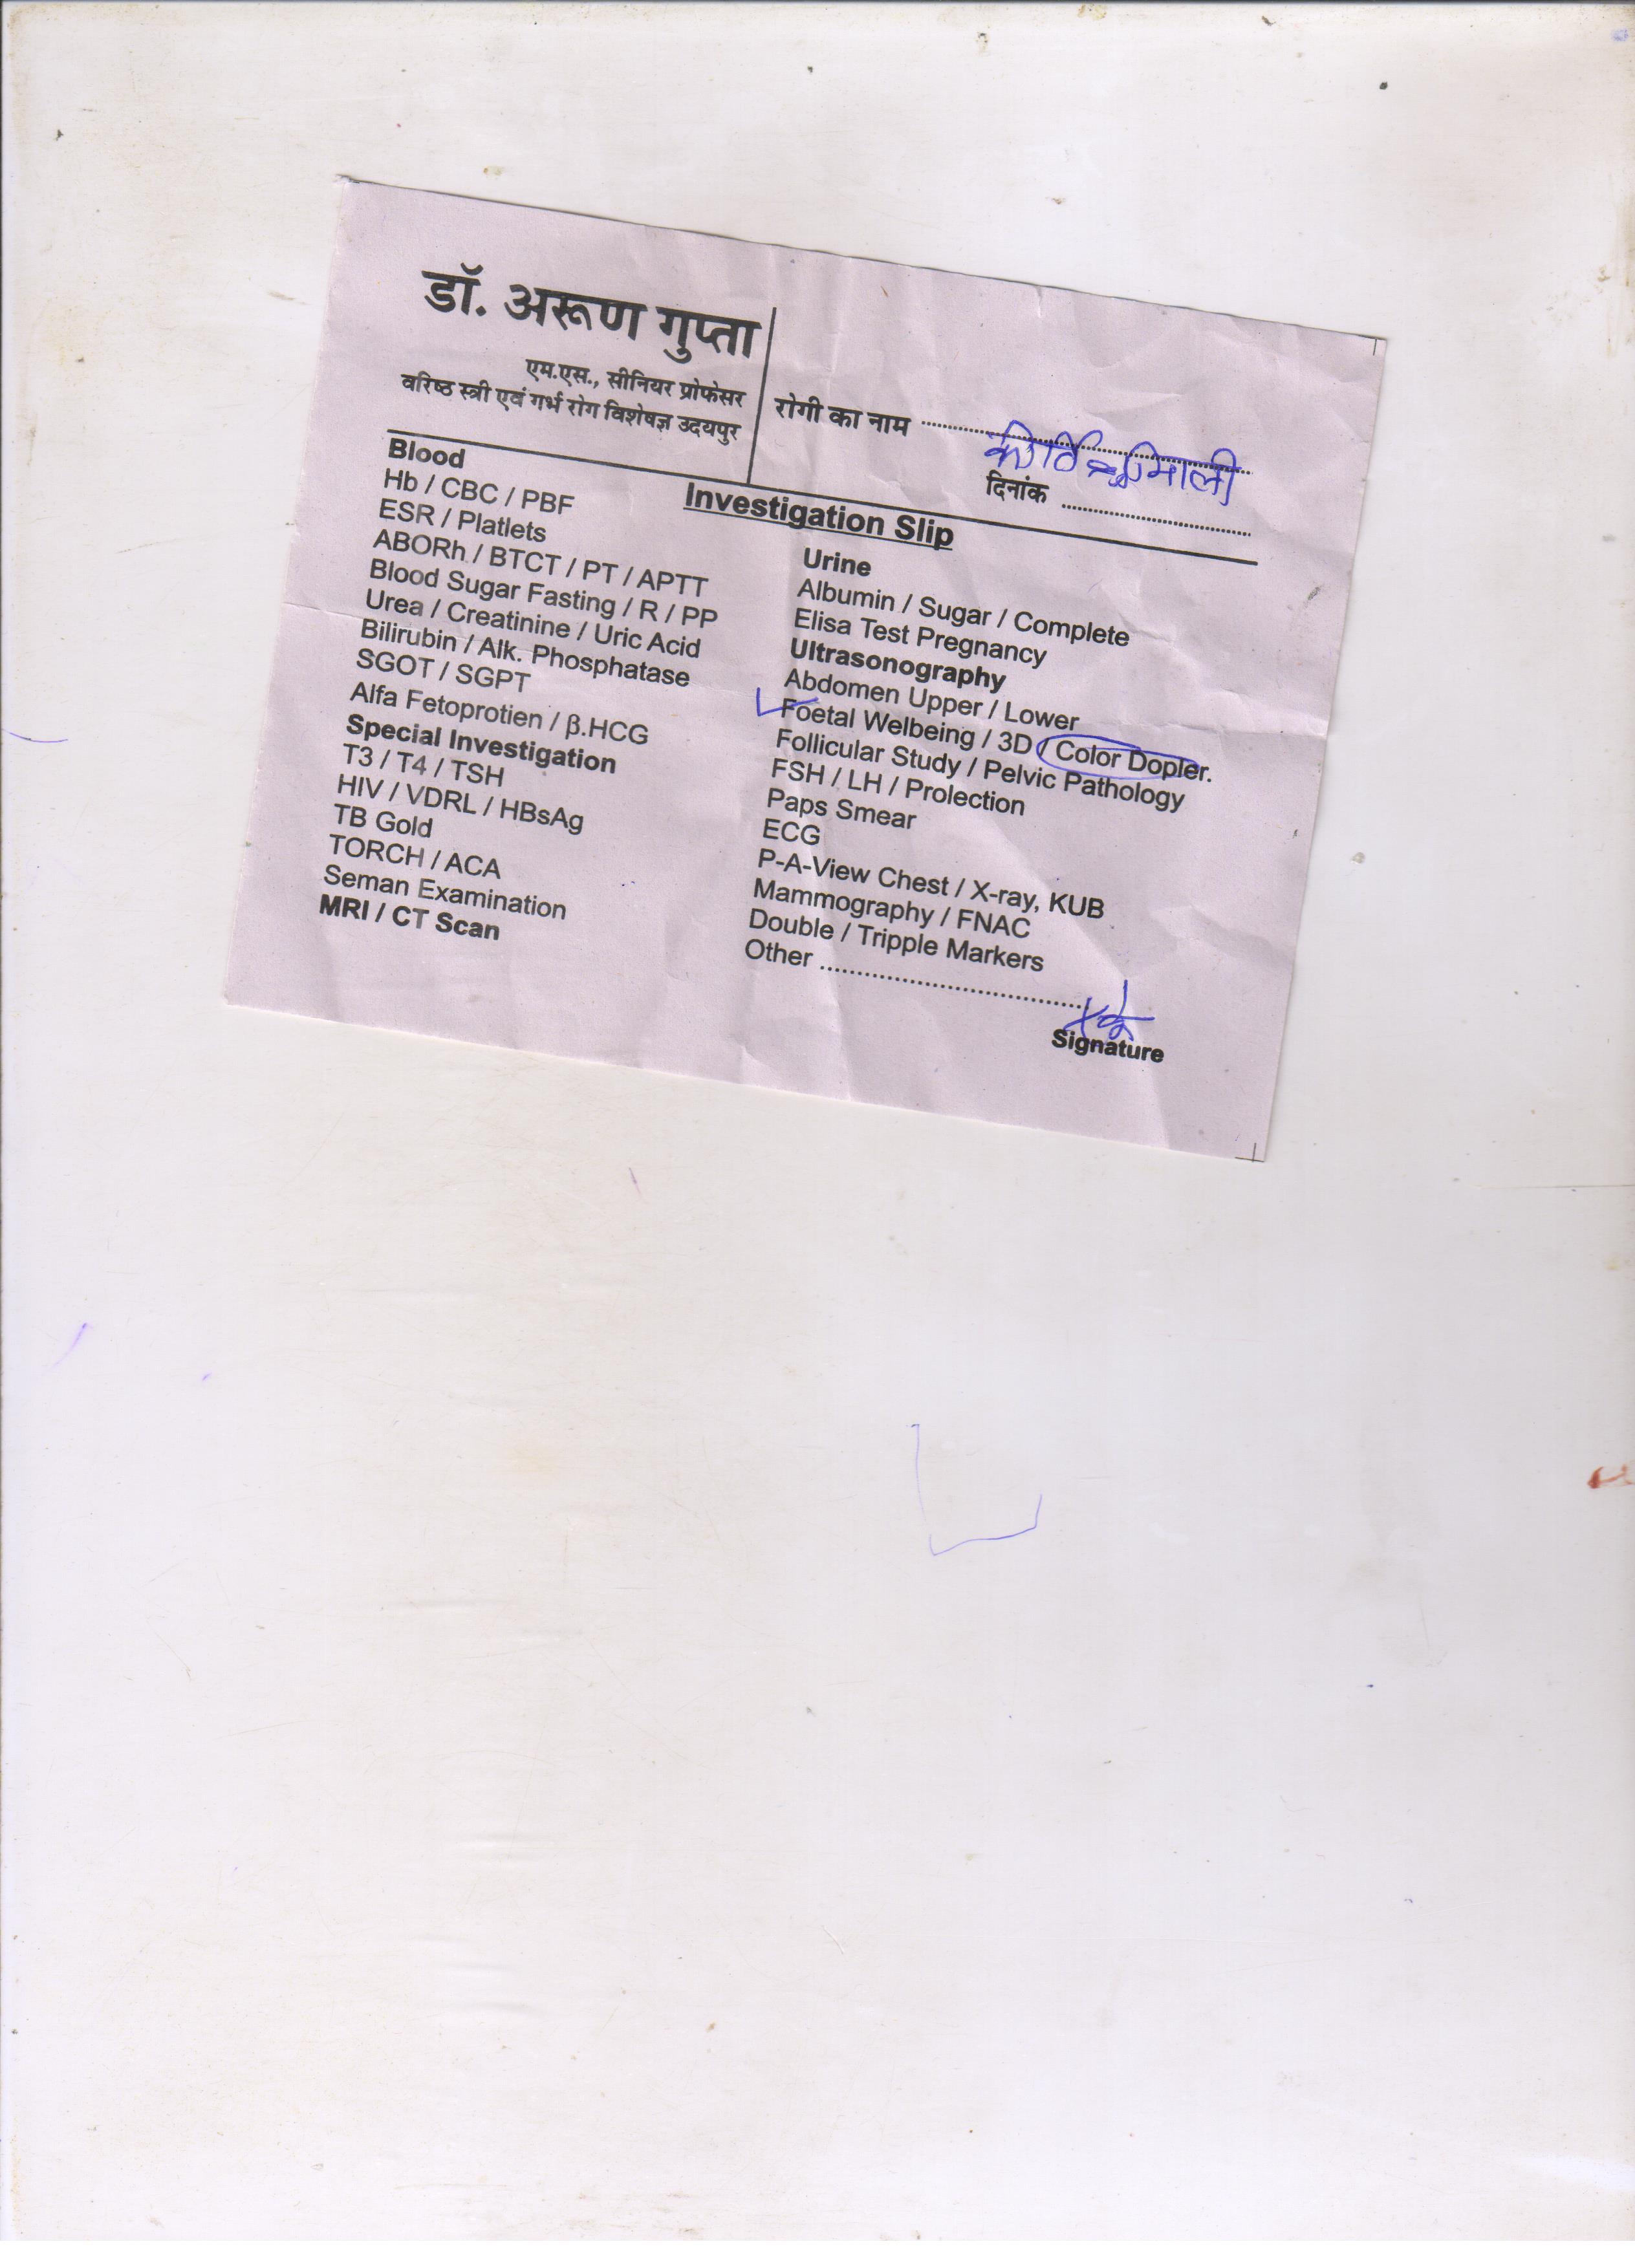 डॉ. अरूण गुप्ता
एम.एस., सीनियर प्रोफेसर
वरिष्ठ स्त्री एवं गर्भ रोग विशेषज्ञ उदयपुर
रोगी का नाम ........ कीर्ति श्रीमाली
दिनांक ........
Investigation Slip
Blood
Hb / CBC / PBF
ESR / Platlets
ABORh / BTCT / PT / APTT
Blood Sugar Fasting / R / PP
Urea / Creatinine / Uric Acid
Bilirubin / Alk. Phosphatase
SGOT / SGPT
Alfa Fetoprotien / β.HCG
Special Investigation
T3 / T4 / TSH
HIV / VDRL / HBsAg
TB Gold
TORCH / ACA
Seman Examination
MRI / CT Scan
Urine
Albumin / Sugar / Complete
Elisa Test Pregnancy
Ultrasonography
Abdomen Upper / Lower
Foetal Welbeing / 3D / Color Dopler.
Follicular Study / Pelvic Pathology
FSH / LH / Prolection
Paps Smear
ECG
P-A-View Chest / X-ray, KUB
Mammography / FNAC
Double / Tripple Markers
Other ........
Signature